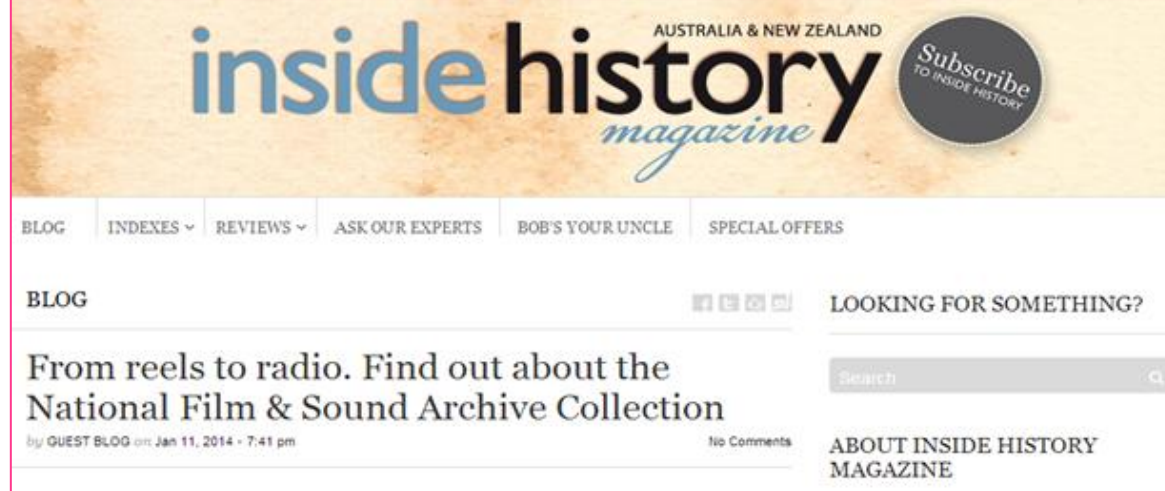 AUSTRALIA & NEW ZEALAND
inside history
magazine
Subscribe
TO INSIDE HISTORY
BLOG INDEXES REVIEWS ASK OUR EXPERTS BOB'S YOUR UNCLE SPECIAL OFFERS
BLOG
From reels to radio. Find out about the
National Film & Sound Archive Collection
by GUEST BLOG on Jan 11, 2014 • 7:41 pm No Comments
LOOKING FOR SOMETHING?
Search
ABOUT INSIDE HISTORY
MAGAZINE